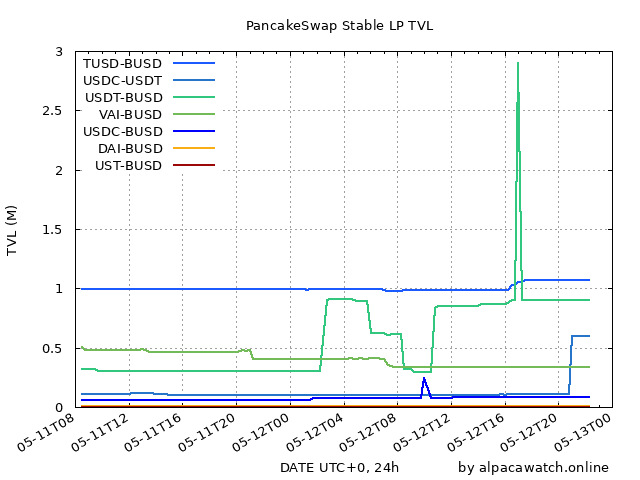 PancakeSwap Stable LP TVL
3
2.5
2
1.5
1
0.5
0
TVL (M)
TUSD-BUSD
USDC-USDT
USDT-BUSD
VAI-BUSD
USDC-BUSD
DAI-BUSD
UST-BUSD
05-11T08
05-11T12
05-11T16
05-11T20
05-12T00
05-12T04
05-12T08
05-12T12
05-12T16
05-12T20
05-13T00
DATE UTC+0, 24h
by alpacawatch.online